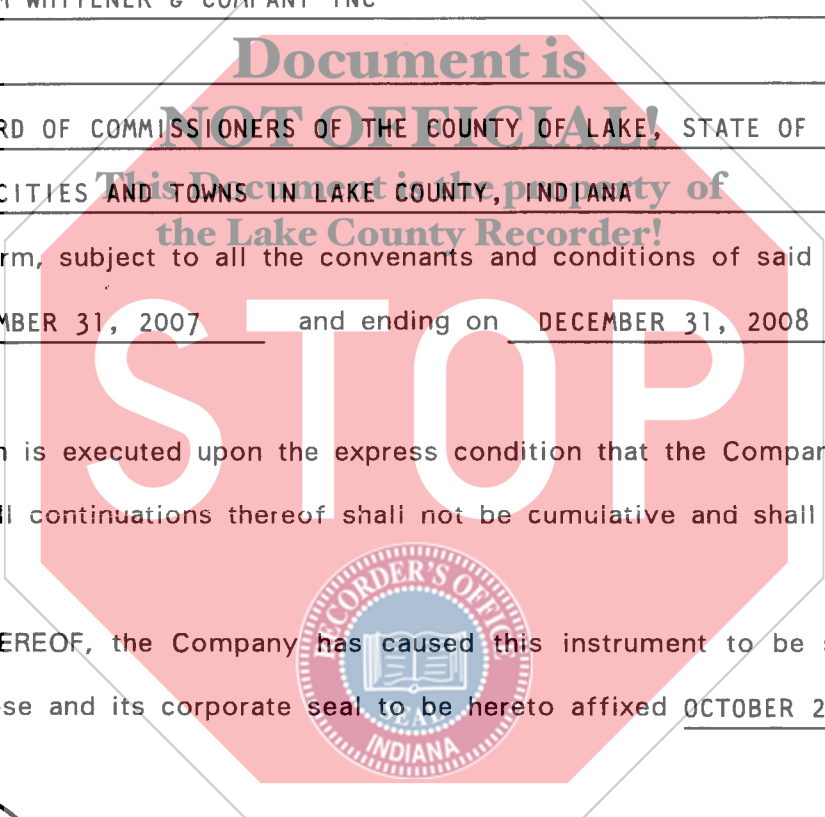 WHITTENER & COMPANY INC
Document is
NOT OFFICIAL!
RD OF COMMISSIONERS OF THE COUNTY OF LAKE, STATE OF
This Document is the property of
CITIES AND TOWNS IN LAKE COUNTY, INDIANA
the Lake County Recorder!
rm, subject to all the convenants and conditions of said
MBER 31, 2007 and ending on DECEMBER 31, 2008
STOP
n is executed upon the express condition that the Compan
ll continuations thereof shall not be cumulative and shall
RECORDER'S OFFICE
EREOF, the Company has caused this instrument to be s
se and its corporate seal to be hereto affixed OCTOBER 2
SEAL
INDIANA